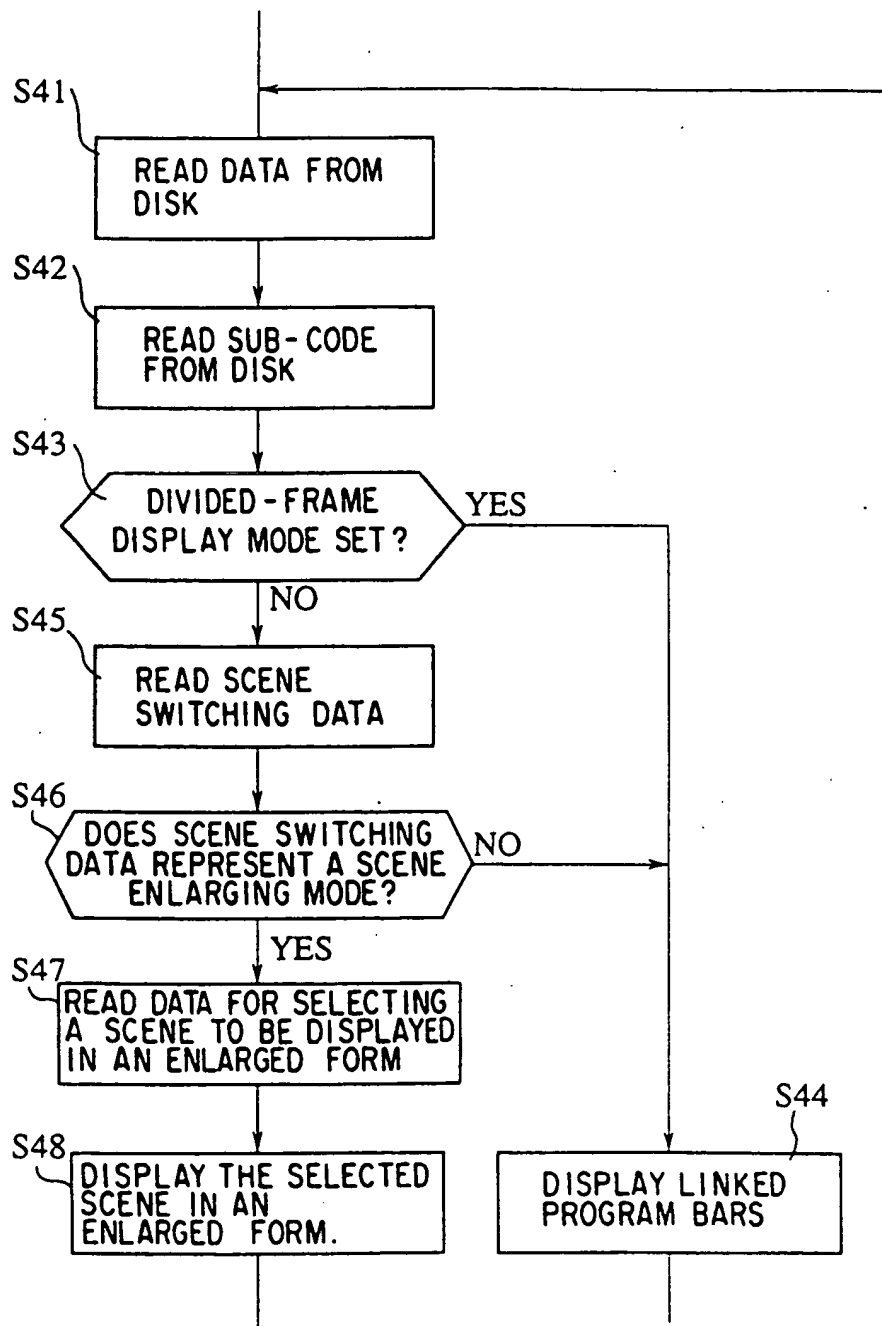 S41
READ DATA FROM
DISK
S42
READ SUB-CODE
FROM DISK
S43
DIVIDED-FRAME
DISPLAY MODE SET?
YES
NO
S45
READ SCENE
SWITCHING DATA
S46
DOES SCENE SWITCHING
DATA REPRESENT A SCENE
ENLARGING MODE?
NO
YES
S47
READ DATA FOR SELECTING
A SCENE TO BE DISPLAYED
IN AN ENLARGED FORM
S48
DISPLAY THE SELECTED
SCENE IN AN
ENLARGED FORM.
S44
DISPLAY LINKED
PROGRAM BARS